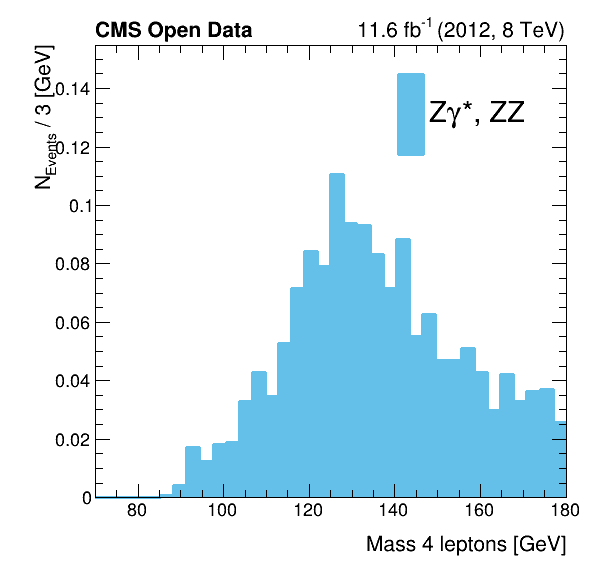 CMS Open Data 11.6 fb⁻¹ (2012, 8 TeV)
N_Events / 3 [GeV]
Zγ*, ZZ
0.14
0.12
0.1
0.08
0.06
0.04
0.02
0
80 100 120 140 160 180
Mass 4 leptons [GeV]